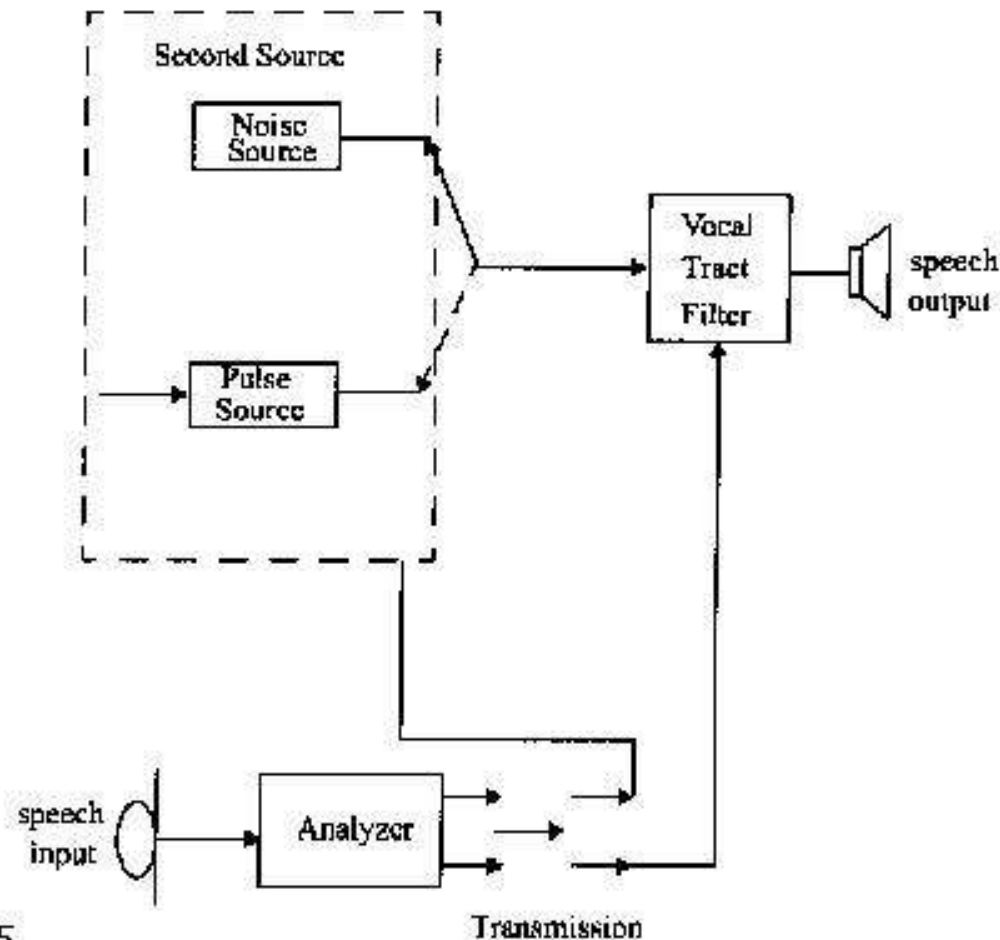 Second Source
Noise
Source
Pulse
Source
Vocal
Tract
Filter
speech
output
speech
input
Analyzer
Transmission
5